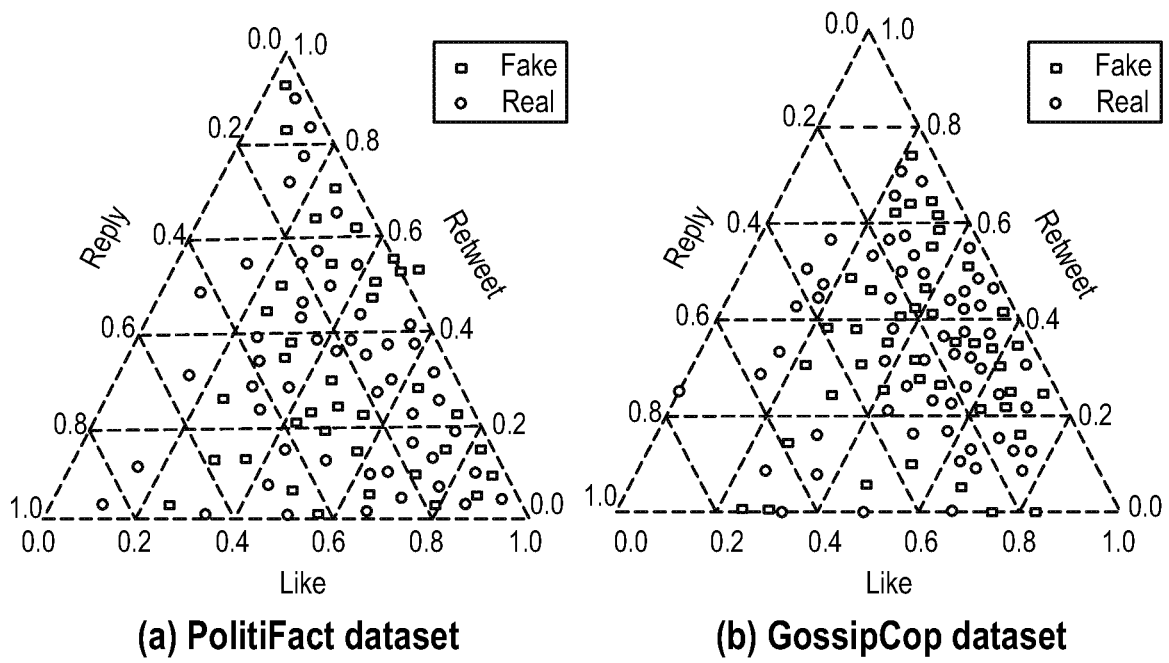 0.0 1.0
Fake
Real
0.2 0.8
0.4 0.6
Reply
Retweet
0.6 0.4
0.8 0.2
1.0 0.0
0.0 0.2 0.4 0.6 0.8 1.0
Like
(a) PolitiFact dataset
0.0 1.0
Fake
Real
0.2 0.8
0.4 0.6
Reply
Retweet
0.6 0.4
0.8 0.2
1.0 0.0
0.0 0.2 0.4 0.6 0.8 1.0
Like
(b) GossipCop dataset